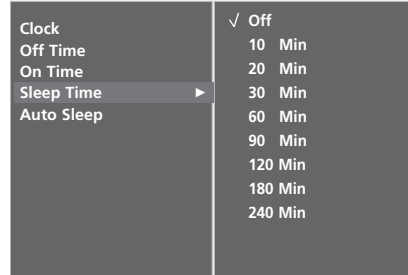 Clock
Off Time
On Time
Sleep Time ►
Auto Sleep
√ Off
10 Min
20 Min
30 Min
60 Min
90 Min
120 Min
180 Min
240 Min